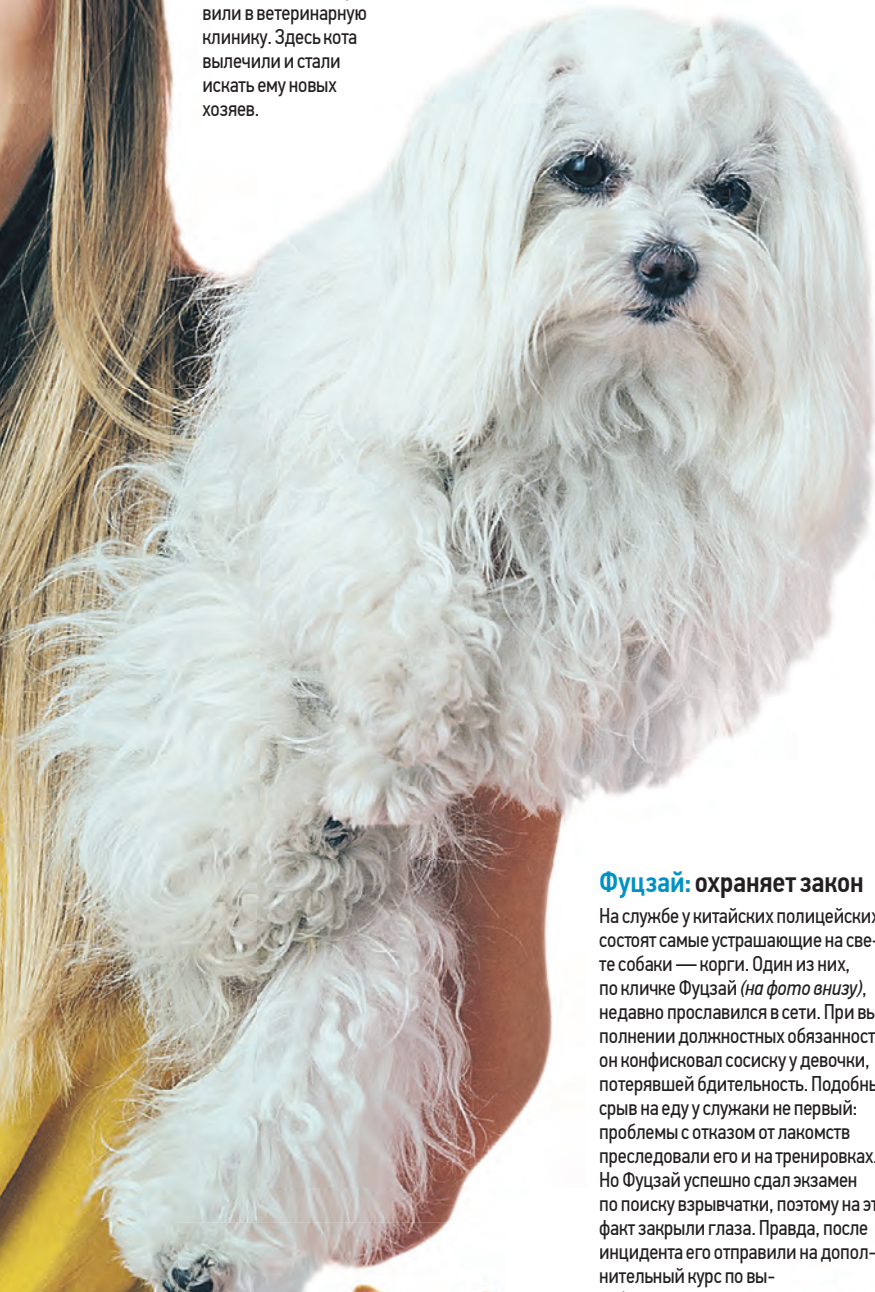 вили в ветеринарную
клинику. Здесь кота
вылечили и стали
искать ему новых
хозяев.
Фуцзай: охраняет закон
На службе у китайских полицейских
состоят самые устрашающие на све-
те собаки — корги. Один из них,
по кличке Фуцзай (на фото внизу),
недавно прославился в сети. При вы
полнении должностных обязанност
он конфисковал сосиску у девочки,
потерявшей бдительность. Подобны
срыв на еду у служаки не первый:
проблемы с отказом от лакомств
преследовали его и на тренировках.
Но Фуцзай успешно сдал экзамен
по поиску взрывчатки, поэтому на эт
факт закрыли глаза. Правда, после
инцидента его отправили на допол-
нительный курс по вы-